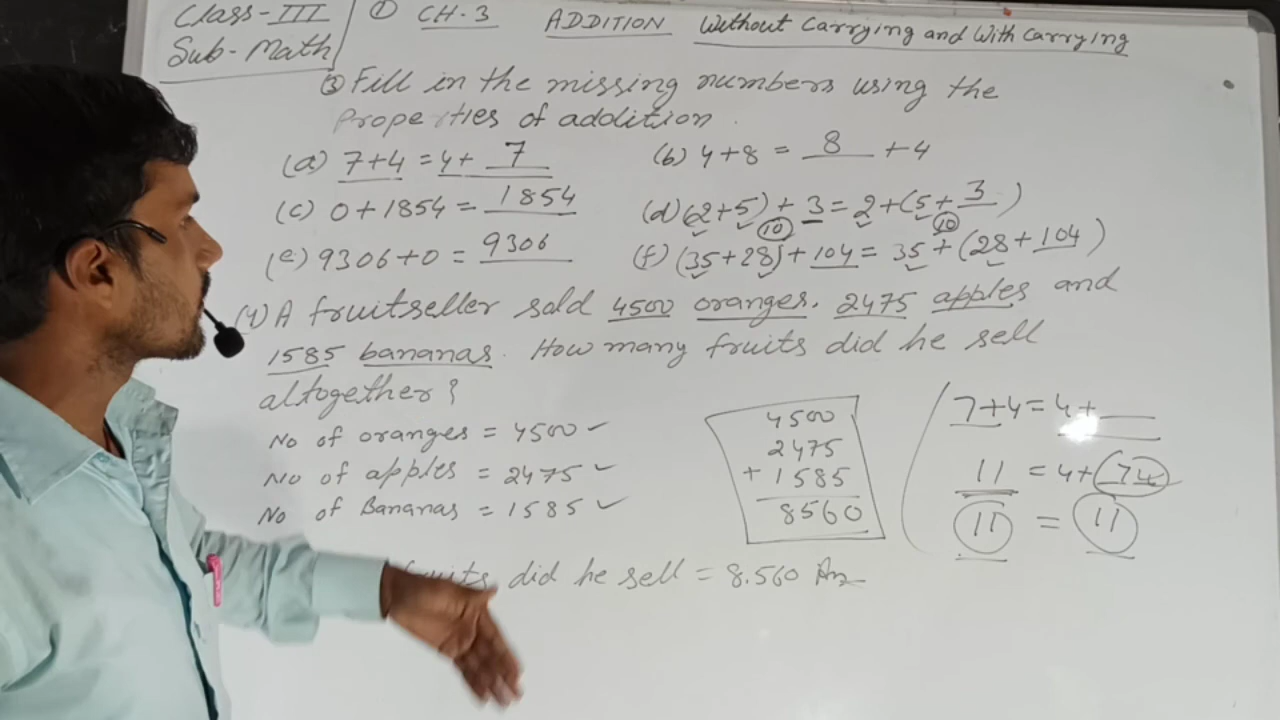 Class-III ① CH.3 ADDITION Without Carrying and With Carrying
Sub-Math
③ Fill in the missing numbers using the
Properties of addition.
(a) 7+4 = 4+ 7 (b) 4+8 = 8 +4
(c) 0+1854 = 1854 (d) (2+5) + 3 = 2+(5+ 3 )
10 10
(e) 9306+0 = 9306 (f) (35+28)+104 = 35 + (28+104)
(4) A fruitseller sold 4500 oranges. 2475 apples and
1585 bananas. How many fruits did he sell
altogether?
No of oranges = 4500 ✓
No of apples = 2475 ✓
No of Bananas = 1585 ✓
4500
2475
+ 1585
8560
7+4 = 4+
11 = 4+
11 = 11
fruits did he sell = 8.560 Ans